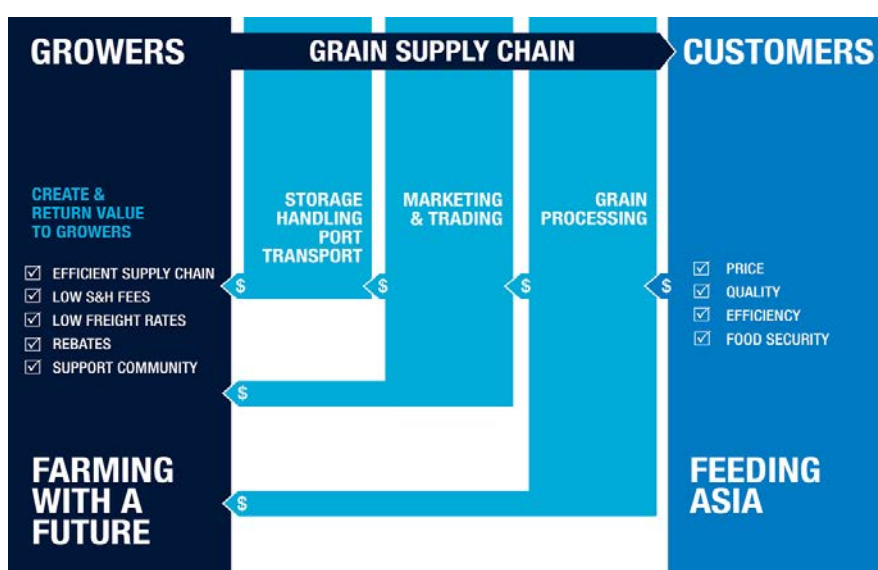 GROWERS
GRAIN SUPPLY CHAIN
CUSTOMERS
CREATE &
RETURN VALUE
TO GROWERS
EFFICIENT SUPPLY CHAIN
LOW S&H FEES
LOW FREIGHT RATES
REBATES
SUPPORT COMMUNITY
FARMING
WITH A
FUTURE
STORAGE
HANDLING
PORT
TRANSPORT
MARKETING
& TRADING
GRAIN
PROCESSING
$
$
$
$
$
$
PRICE
QUALITY
EFFICIENCY
FOOD SECURITY
FEEDING
ASIA